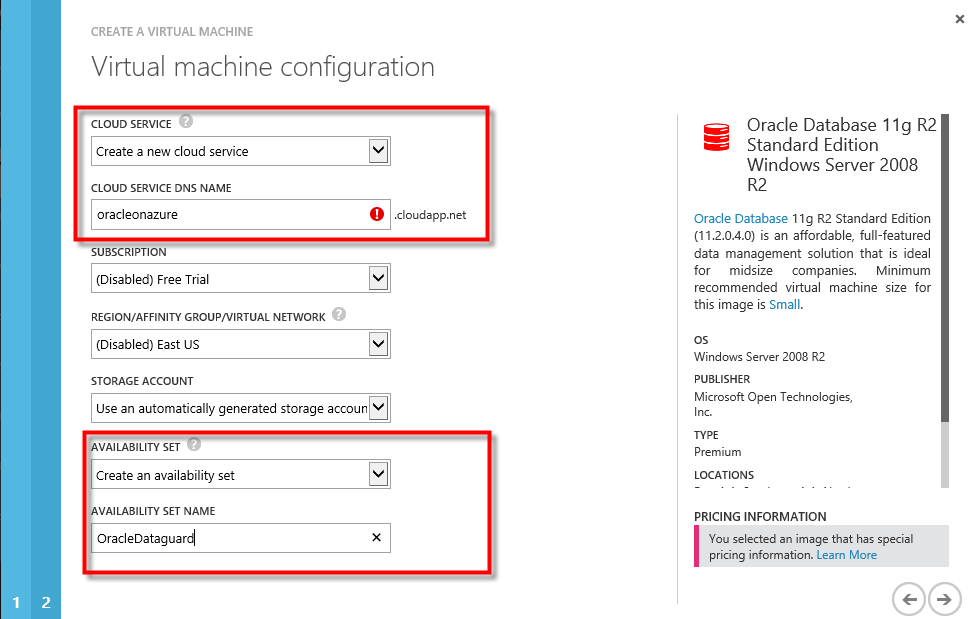 CREATE A VIRTUAL MACHINE
Virtual machine configuration
CLOUD SERVICE ?
Create a new cloud service
CLOUD SERVICE DNS NAME
oracleonazure ! .cloudapp.net
SUBSCRIPTION
(Disabled) Free Trial
REGION/AFFINITY GROUP/VIRTUAL NETWORK ?
(Disabled) East US
STORAGE ACCOUNT
Use an automatically generated storage accoun
AVAILABILITY SET ?
Create an availability set
AVAILABILITY SET NAME
OracleDataguard
Oracle Database 11g R2
Standard Edition
Windows Server 2008
R2
Oracle Database 11g R2 Standard Edition
(11.2.0.4.0) is an affordable, full-featured
data management solution that is ideal
for midsize companies. Minimum
recommended virtual machine size for
this image is Small.
OS
Windows Server 2008 R2
PUBLISHER
Microsoft Open Technologies,
Inc.
TYPE
Premium
LOCATIONS
PRICING INFORMATION
You selected an image that has special
pricing information. Learn More
1 2